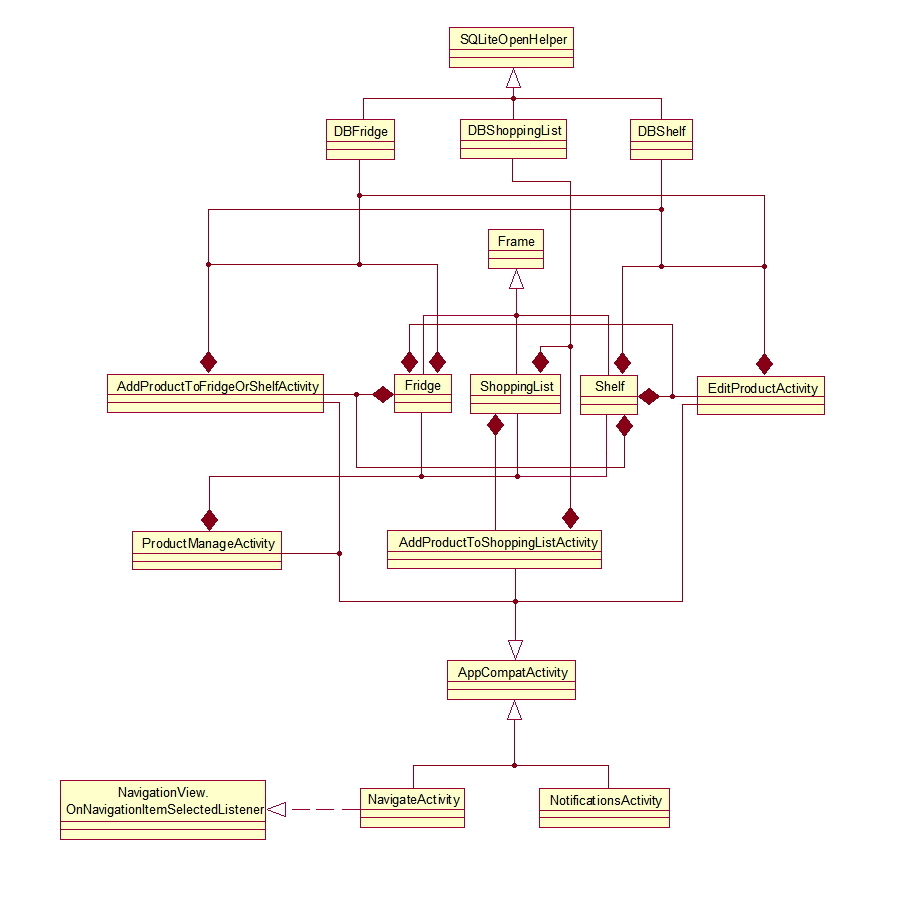 SQLiteOpenHelper
DBFridge
DBShoppingList
DBShelf
Frame
AddProductToFridgeOrShelfActivity
Fridge
ShoppingList
Shelf
EditProductActivity
ProductManageActivity
AddProductToShoppingListActivity
AppCompatActivity
NavigationView.
OnNavigationItemSelectedListener
NavigateActivity
NotificationsActivity